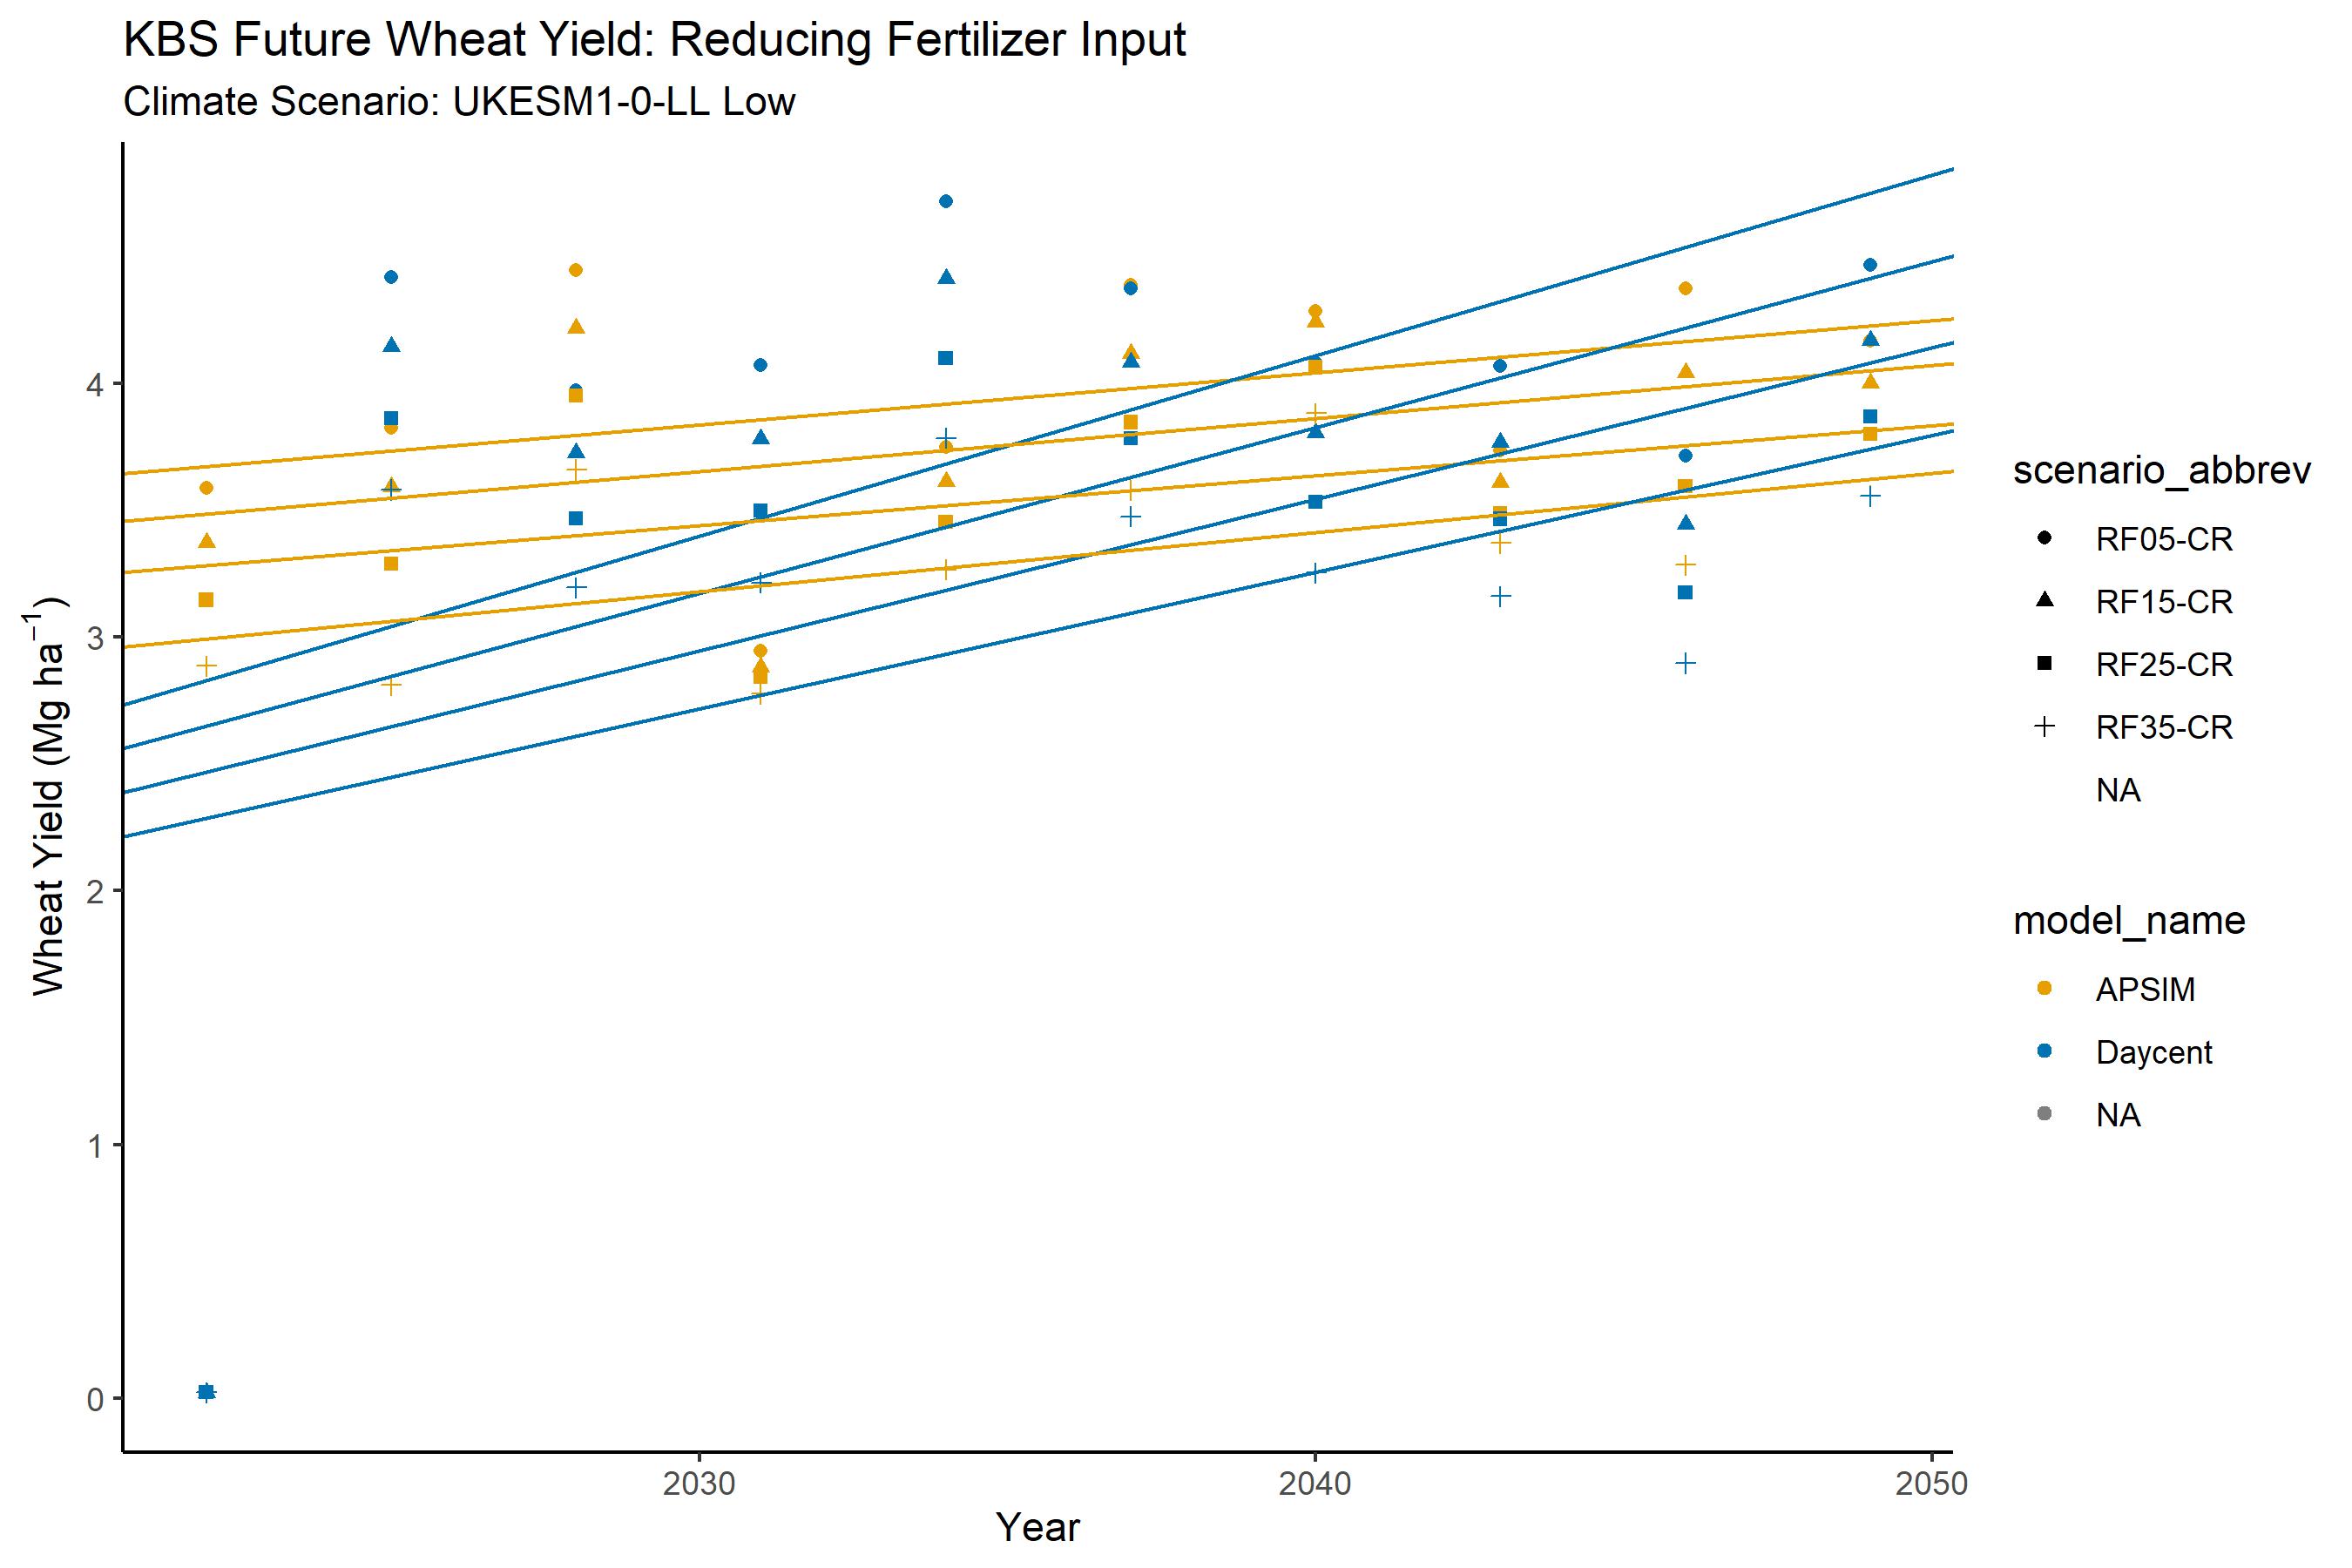 KBS Future Wheat Yield: Reducing Fertilizer Input
Climate Scenario: UKESM1-0-LL Low
Wheat Yield (Mg ha⁻¹)
4
3
2
1
0
2030
2040
2050
Year
scenario_abbrev
RF05-CR
RF15-CR
RF25-CR
RF35-CR
NA
model_name
APSIM
Daycent
NA